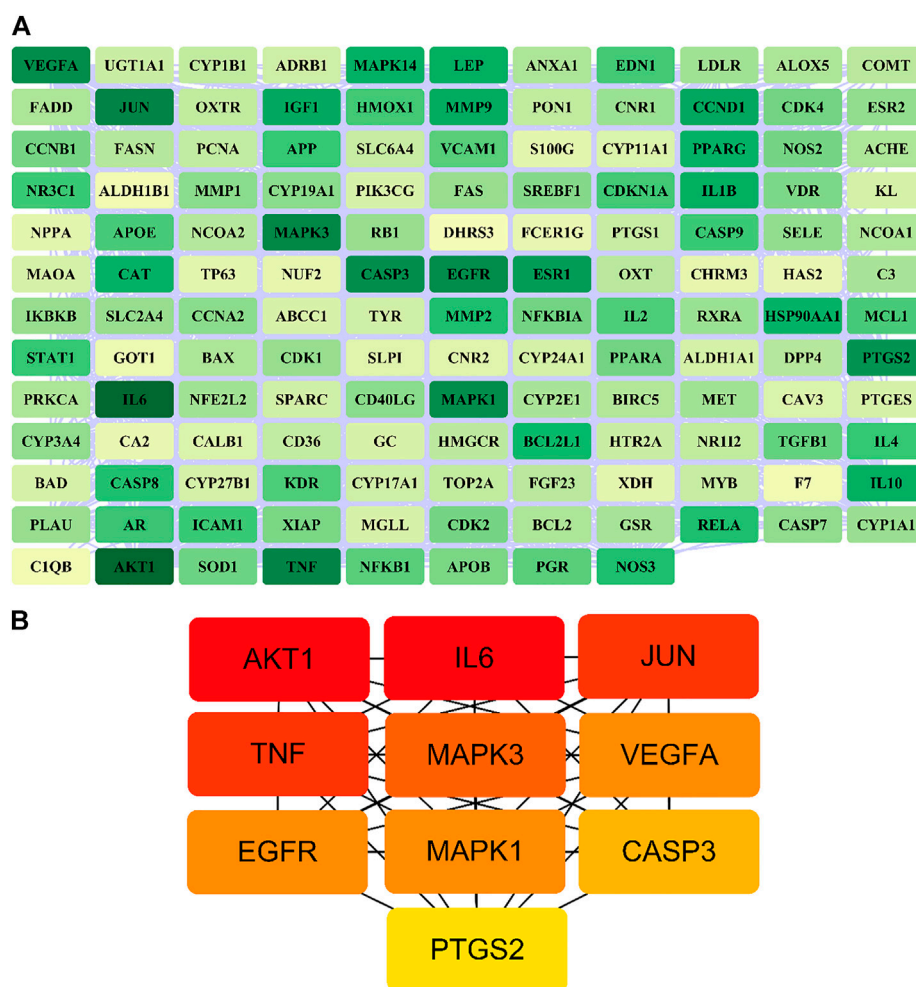 A
VEGFA UGT1A1 CYP1B1 ADRB1 MAPK14 LEP ANXA1 EDN1 LDLR ALOX5 COMT
FADD JUN OXTR IGF1 HMOX1 MMP9 PON1 CNR1 CCND1 CDK4 ESR2
CCNB1 FASN PCNA APP SLC6A4 VCAM1 S100G CYP11A1 PPARG NOS2 ACHE
NR3C1 ALDH1B1 MMP1 CYP19A1 PIK3CG FAS SREBF1 CDKN1A IL1B VDR KL
NPPA APOE NCOA2 MAPK3 RB1 DHRS3 FCER1G PTGS1 CASP9 SELE NCOA1
MAOA CAT TP63 NUF2 CASP3 EGFR ESR1 OXT CHRM3 HAS2 C3
IKBKB SLC2A4 CCNA2 ABCC1 TYR MMP2 NFKBIA IL2 RXRA HSP90AA1 MCL1
STAT1 GOT1 BAX CDK1 SLPI CNR2 CYP24A1 PPARA ALDH1A1 DPP4 PTGS2
PRKCA IL6 NFE2L2 SPARC CD40LG MAPK1 CYP2E1 BIRC5 MET CAV3 PTGES
CYP3A4 CA2 CALB1 CD36 GC HMGCR BCL2L1 HTR2A NR1I2 TGFB1 IL4
BAD CASP8 CYP27B1 KDR CYP17A1 TOP2A FGF23 XDH MYB F7 IL10
PLAU AR ICAM1 XIAP MGLL CDK2 BCL2 GSR RELA CASP7 CYP1A1
C1QB AKT1 SOD1 TNF NFKB1 APOB PGR NOS3
B
AKT1 IL6 JUN
TNF MAPK3 VEGFA
EGFR MAPK1 CASP3
PTGS2